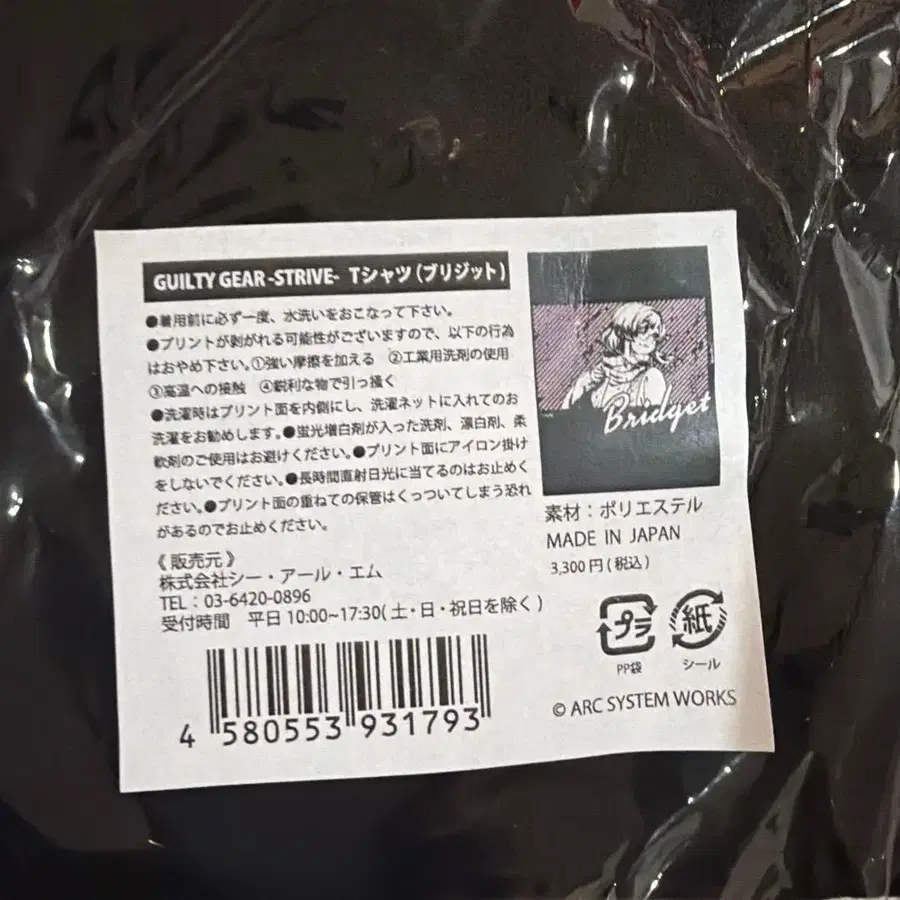 GUILTY GEAR -STRIVE- Tシャツ(ブリジット)
●着用前に必ず一度、水洗いをおこなって下さい。
●プリントが剥がれる可能性がございますので、以下の行為
はおやめ下さい。①強い摩擦を加える ②工業用洗剤の使用
③高温への接触 ④鋭利な物で引っ掻く
●洗濯時はプリント面を内側にし、洗濯ネットに入れてのお
洗濯をお勧めします。●蛍光増白剤が入った洗剤、漂白剤、柔
軟剤のご使用はお避けください。●プリント面にアイロン掛け
をしないでください。●長時間直射日光に当てるのはお止めく
ださい。●プリント面の重ねての保管はくっついてしまう恐れ
があるのでお止めください。
《販売元》
株式会社シー・アール・エム
TEL:03-6420-0896
受付時間 平日10:00~17:30(土・日・祝日を除く)
4 580553 931793
Bridget
素材:ポリエステル
MADE IN JAPAN
3,300円(税込)
プラ
PP袋
紙
シール
© ARC SYSTEM WORKS